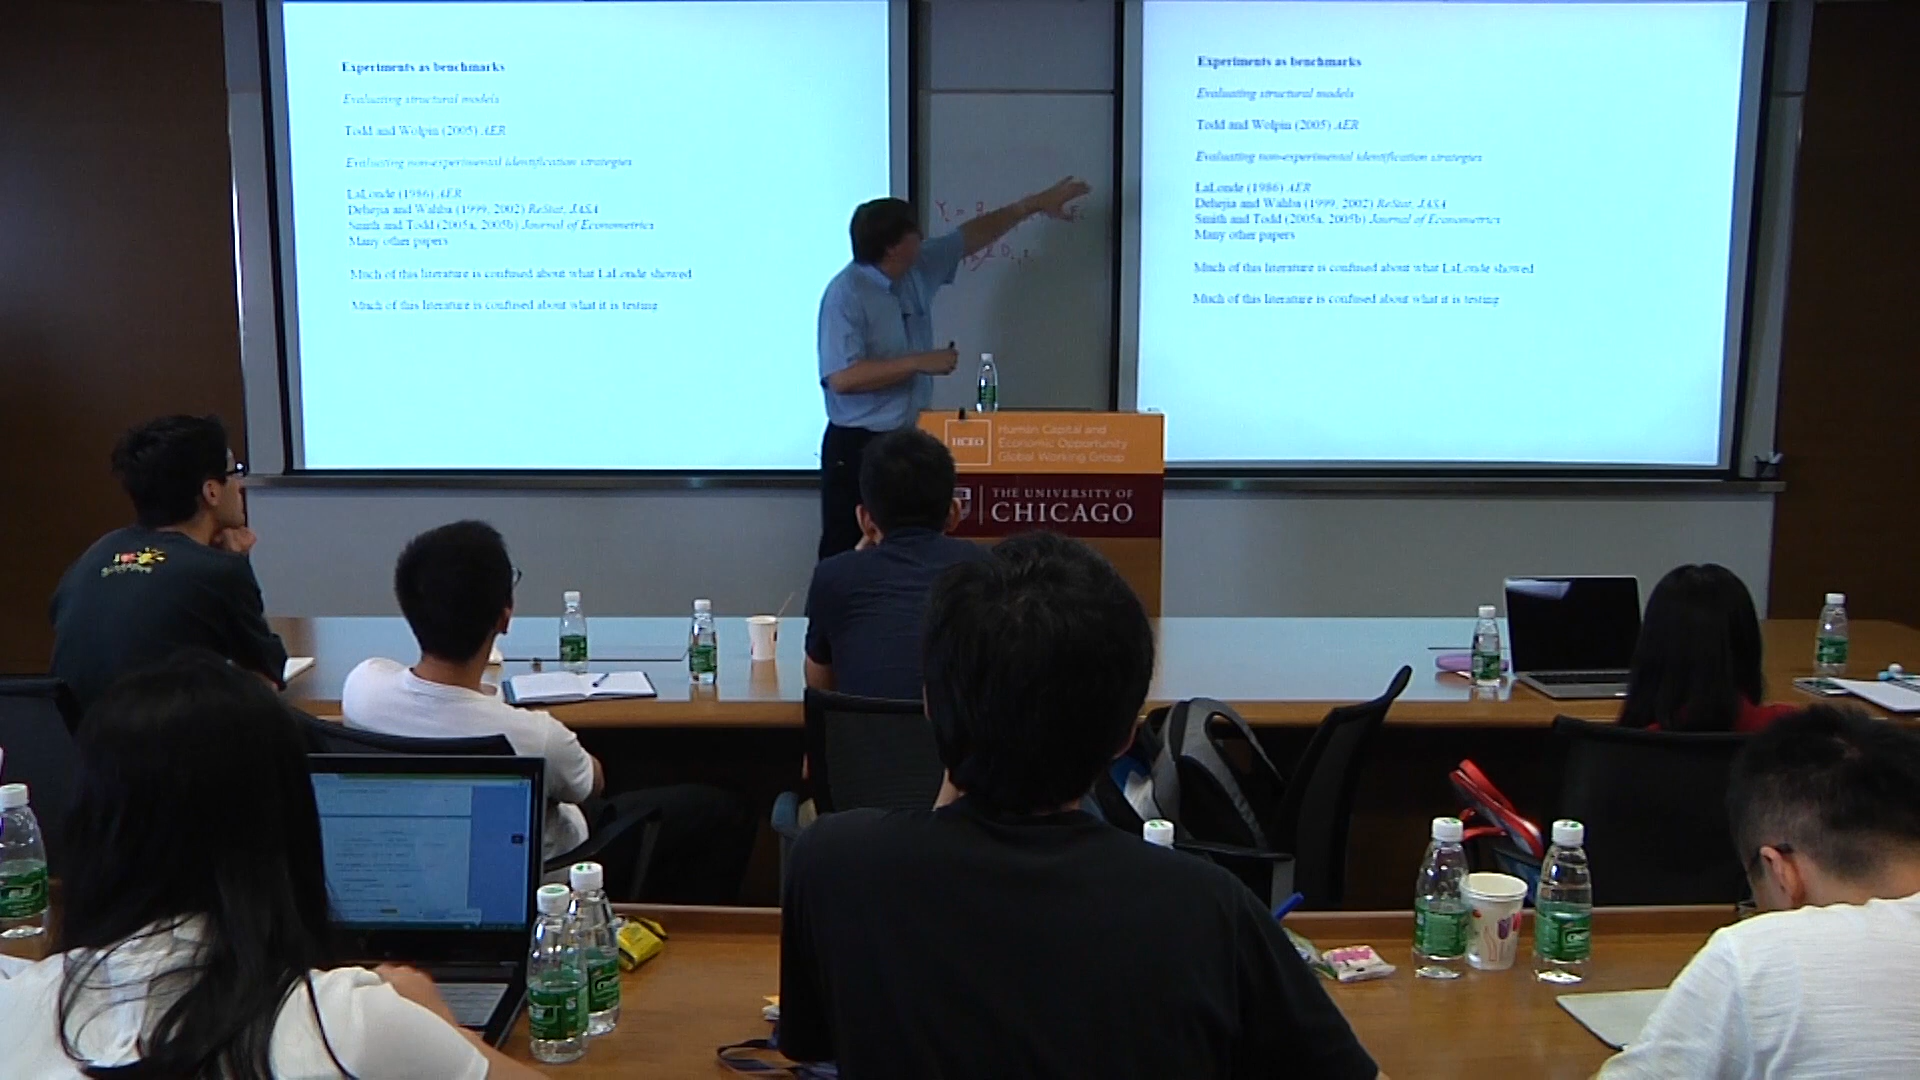 Experiments as benchmarks
Evaluating structural models
Todd and Wolpin (2005) AER
Evaluating non-experimental identification strategies
LaLonde (1986) AER
Dehejia and Wahba (1999, 2002) ReStat, JASA
Smith and Todd (2005a, 2005b) Journal of Econometrics
Many other papers
Much of this literature is confused about what LaLonde showed
Much of this literature is confused about what it is testing
Experiments as benchmarks
Evaluating structural models
Todd and Wolpin (2005) AER
Evaluating non-experimental identification strategies
LaLonde (1986) AER
Dehejia and Wahba (1999, 2002) ReStat, JASA
Smith and Todd (2005a, 2005b) Journal of Econometrics
Many other papers
Much of this literature is confused about what LaLonde showed
Much of this literature is confused about what it is testing
HCEO
Human Capital and
Economic Opportunity
Global Working Group
THE UNIVERSITY OF
CHICAGO